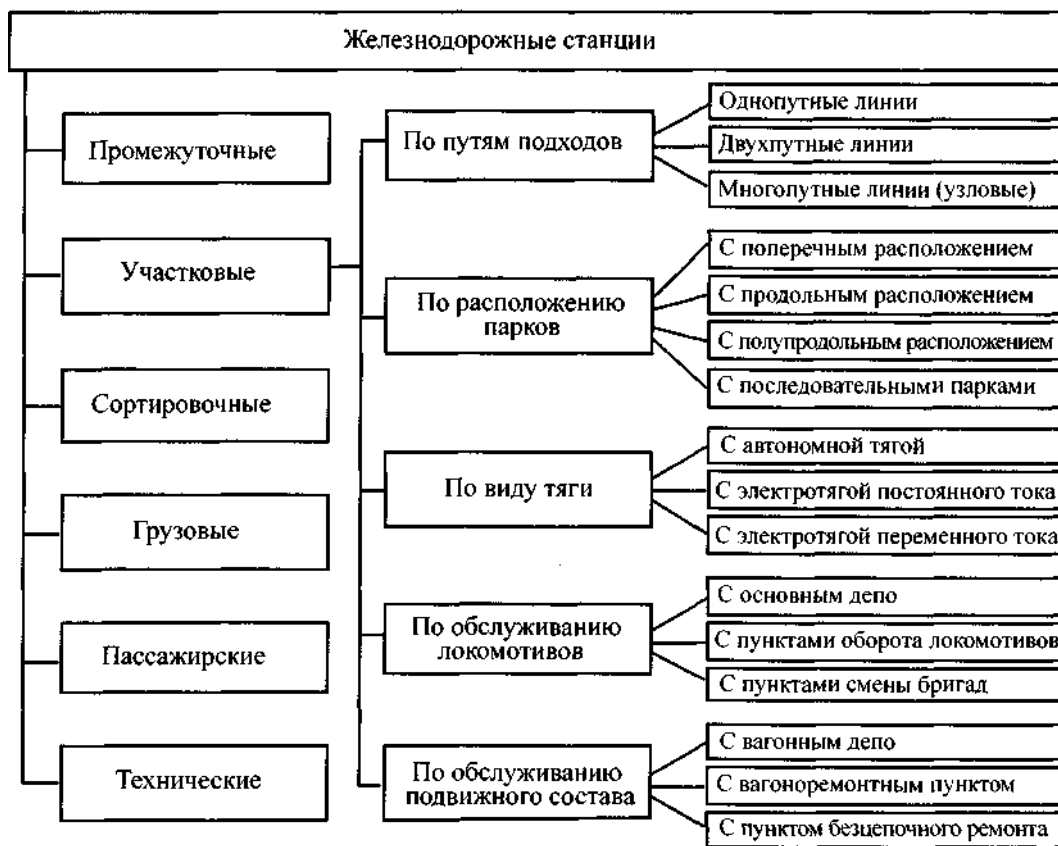 Железнодорожные станции
Промежуточные
Участковые
Сортировочные
Грузовые
Пассажирские
Технические
По путям подходов
Однопутные линии
Двухпутные линии
Многопутные линии (узловые)
По расположению
парков
С поперечным расположением
С продольным расположением
С полупродольным расположением
С последовательными парками
По виду тяги
С автономной тягой
С электротягой постоянного тока
С электротягой переменного тока
По обслуживанию
локомотивов
С основным депо
С пунктами оборота локомотивов
С пунктами смены бригад
По обслуживанию
подвижного состава
С вагонным депо
С вагоноремонтным пунктом
С пунктом безцепочного ремонта